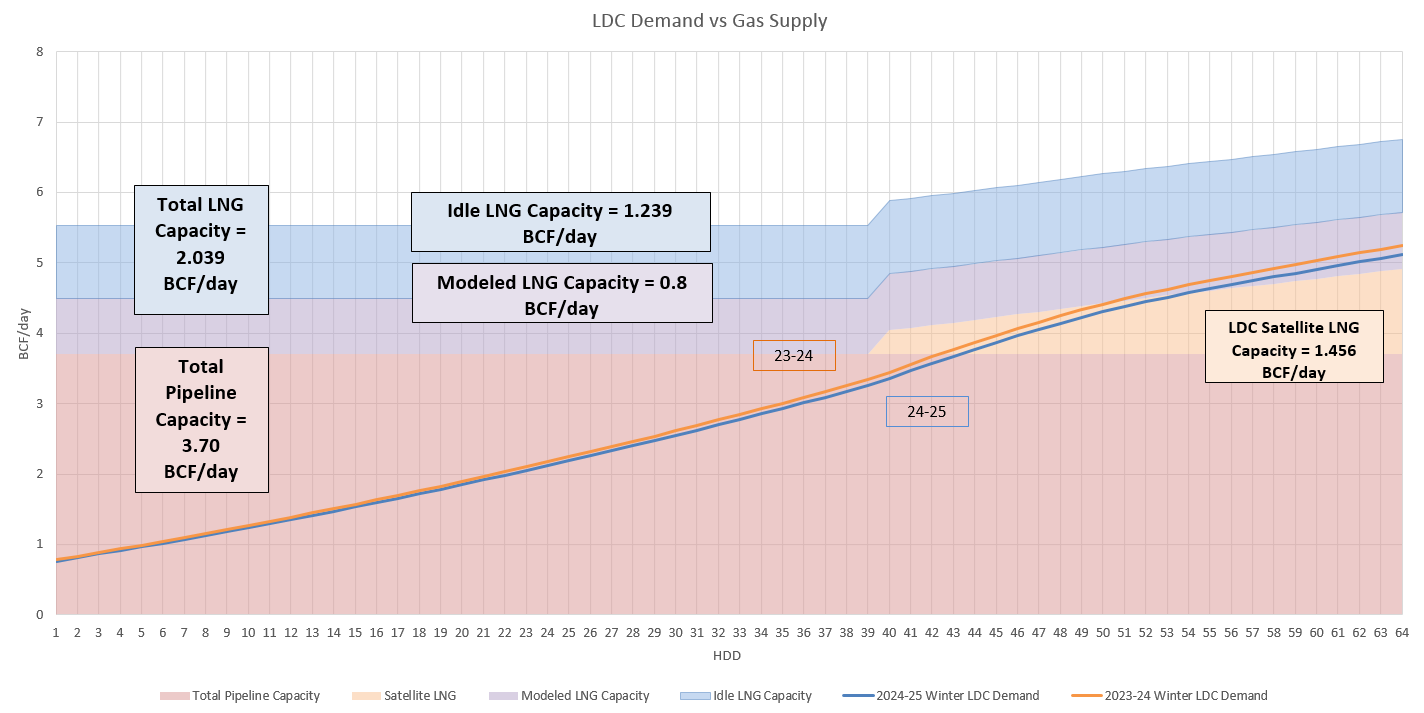 LDC Demand vs Gas Supply
8
7
6
5
4
3
2
1
0
BCF/day
Total LNG
Capacity =
2.039
BCF/day
Idle LNG Capacity = 1.239
BCF/day
Modeled LNG Capacity = 0.8
BCF/day
Total
Pipeline
Capacity =
3.70
BCF/day
23-24
24-25
LDC Satellite LNG
Capacity = 1.456
BCF/day
1 2 3 4 5 6 7 8 9 10 11 12 13 14 15 16 17 18 19 20 21 22 23 24 25 26 27 28 29 30 31 32 33 34 35 36 37 38 39 40 41 42 43 44 45 46 47 48 49 50 51 52 53 54 55 56 57 58 59 60 61 62 63 64
HDD
Total Pipeline Capacity Satellite LNG Modeled LNG Capacity Idle LNG Capacity 2024-25 Winter LDC Demand 2023-24 Winter LDC Demand